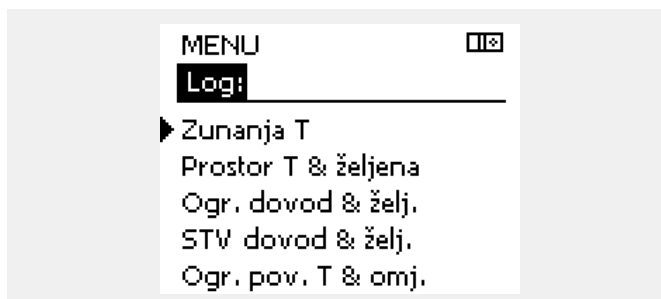 MENU
Log:
Zunanja T
Prostor T & željena
Ogr. dovod & želj.
STV dovod & želj.
Ogr. pov. T & omj.